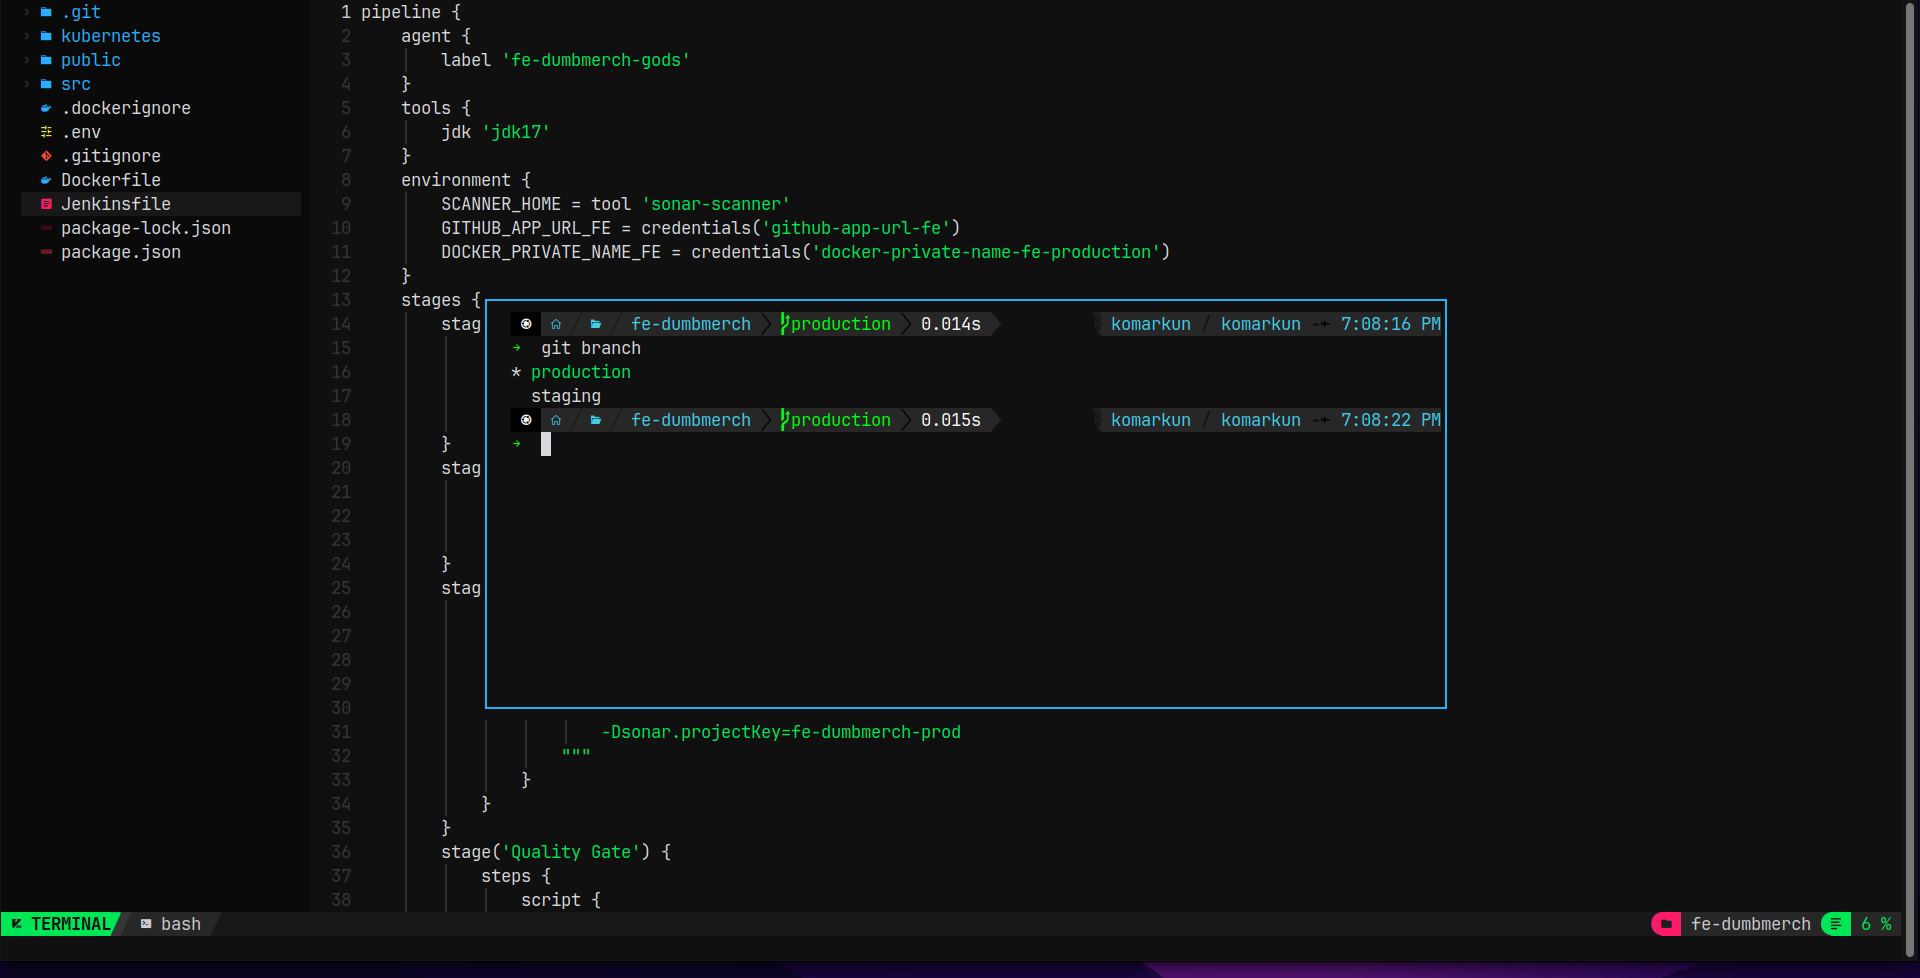 .git
kubernetes
public
src
.dockerignore
.env
.gitignore
Dockerfile
Jenkinsfile
package-lock.json
package.json
1 pipeline {
2 agent {
3 label 'fe-dumbmerch-gods'
4 }
5 tools {
6 jdk 'jdk17'
7 }
8 environment {
9 SCANNER_HOME = tool 'sonar-scanner'
10 GITHUB_APP_URL_FE = credentials('github-app-url-fe')
11 DOCKER_PRIVATE_NAME_FE = credentials('docker-private-name-fe-production')
12 }
13 stages {
14 stag
15
16
17
18
19 }
20 stag
21
22
23
24 }
25 stag
26
27
28
29
30
31 -Dsonar.projectKey=fe-dumbmerch-prod
32 """
33 }
34 }
35 }
36 stage('Quality Gate') {
37 steps {
38 script {
fe-dumbmerch production 0.014s komarkun / komarkun 7:08:16 PM
→ git branch
* production
staging
fe-dumbmerch production 0.015s komarkun / komarkun 7:08:22 PM
→
TERMINAL bash fe-dumbmerch 6 %